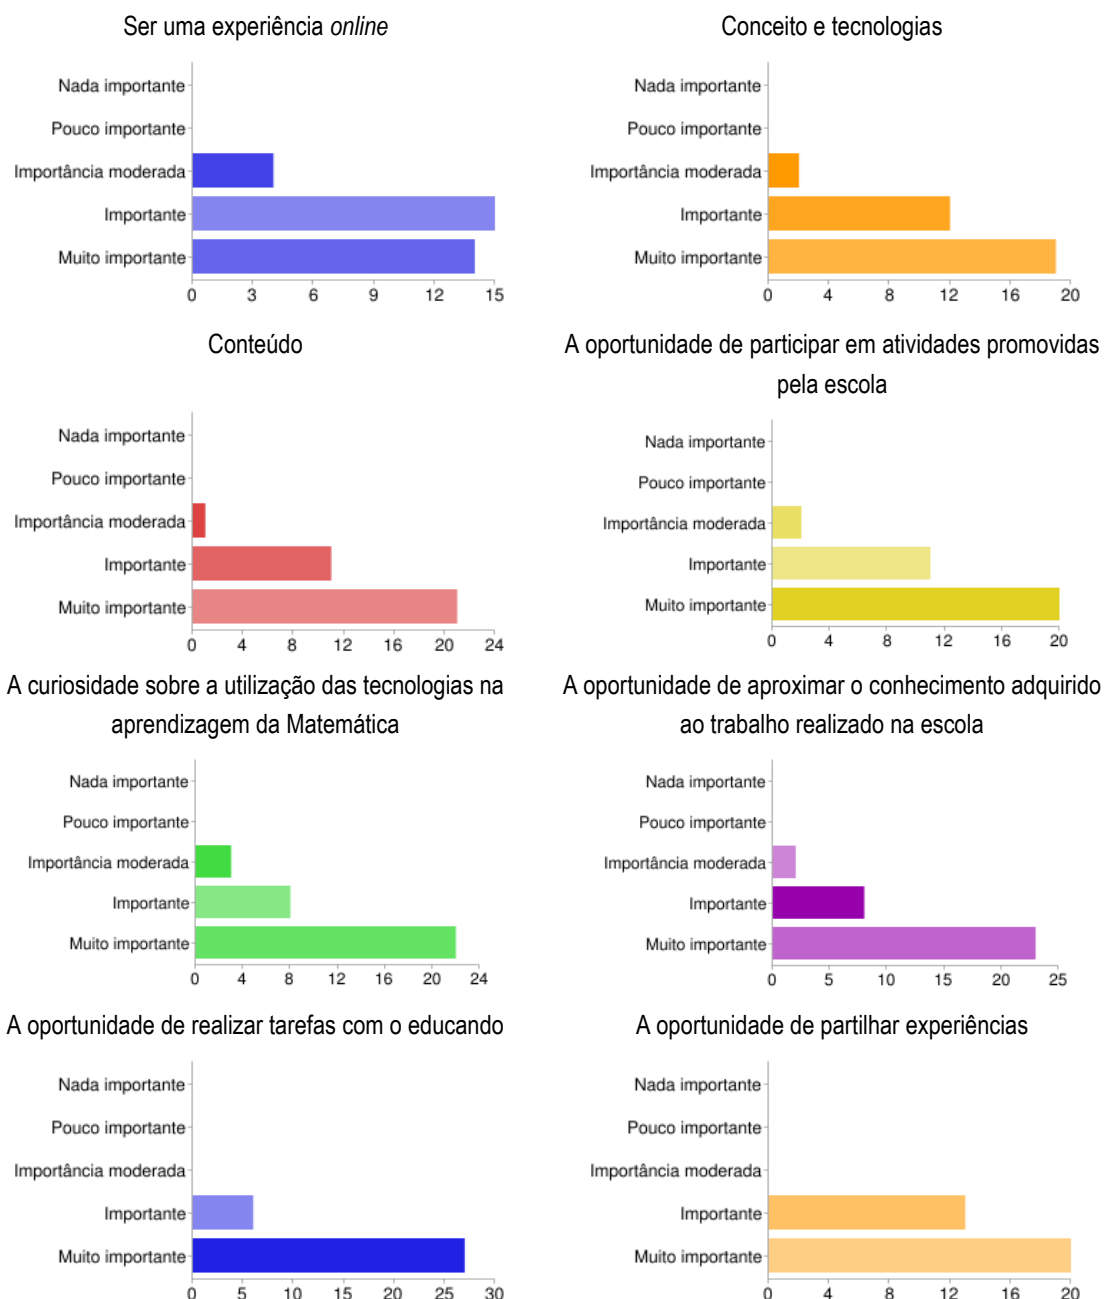 Ser uma experiência online
Nada importante
Pouco importante
Importância moderada
Importante
Muito importante
0 3 6 9 12 15
Conceito e tecnologias
Nada importante
Pouco importante
Importância moderada
Importante
Muito importante
0 4 8 12 16 20
Conteúdo
Nada importante
Pouco importante
Importância moderada
Importante
Muito importante
0 4 8 12 16 20 24
A oportunidade de participar em atividades promovidas
pela escola
Nada importante
Pouco importante
Importância moderada
Importante
Muito importante
0 4 8 12 16 20
A curiosidade sobre a utilização das tecnologias na
aprendizagem da Matemática
Nada importante
Pouco importante
Importância moderada
Importante
Muito importante
0 4 8 12 16 20 24
A oportunidade de aproximar o conhecimento adquirido
ao trabalho realizado na escola
Nada importante
Pouco importante
Importância moderada
Importante
Muito importante
0 5 10 15 20 25
A oportunidade de realizar tarefas com o educando
Nada importante
Pouco importante
Importância moderada
Importante
Muito importante
0 5 10 15 20 25 30
A oportunidade de partilhar experiências
Nada importante
Pouco importante
Importância moderada
Importante
Muito importante
0 4 8 12 16 20